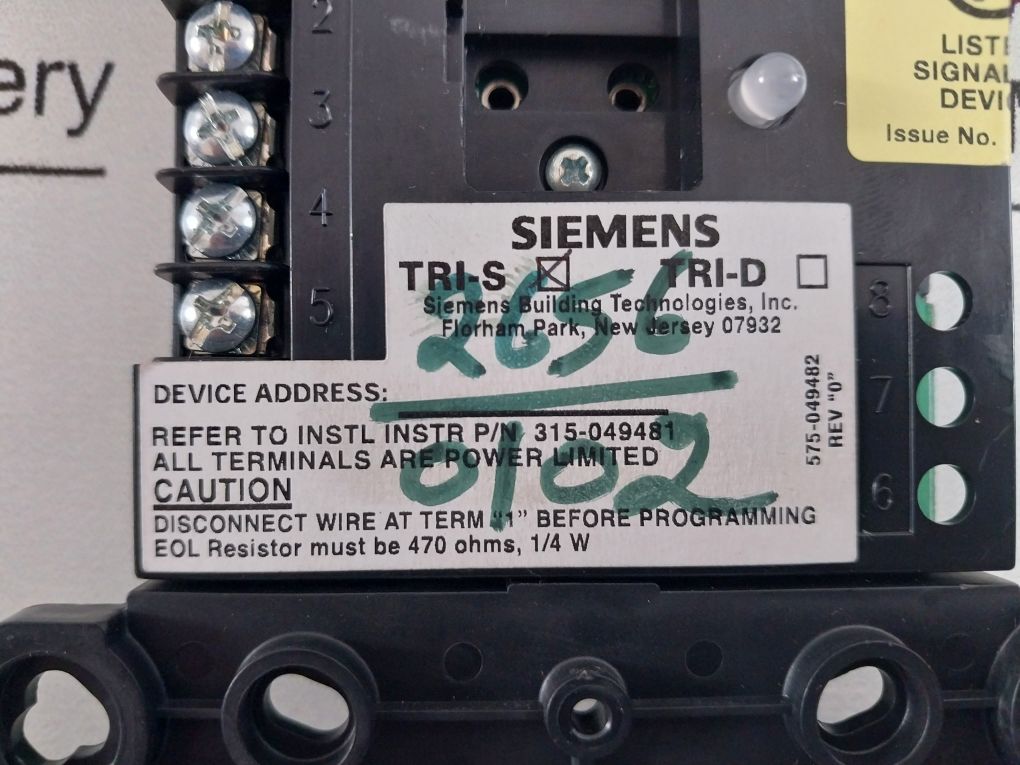 ery
2
3
4
5
LISTE
SIGNAL
DEVI
Issue No.
SIEMENS
TRI-S ☒ TRI-D ☐
Siemens Building Technologies, Inc.
Florham Park, New Jersey 07932
2656
0102
DEVICE ADDRESS:
REFER TO INSTL INSTR P/N 315-049481
ALL TERMINALS ARE POWER LIMITED
CAUTION
DISCONNECT WIRE AT TERM "1" BEFORE PROGRAMMING
EOL Resistor must be 470 ohms, 1/4 W
575-049482
REV "0"
8
7
6